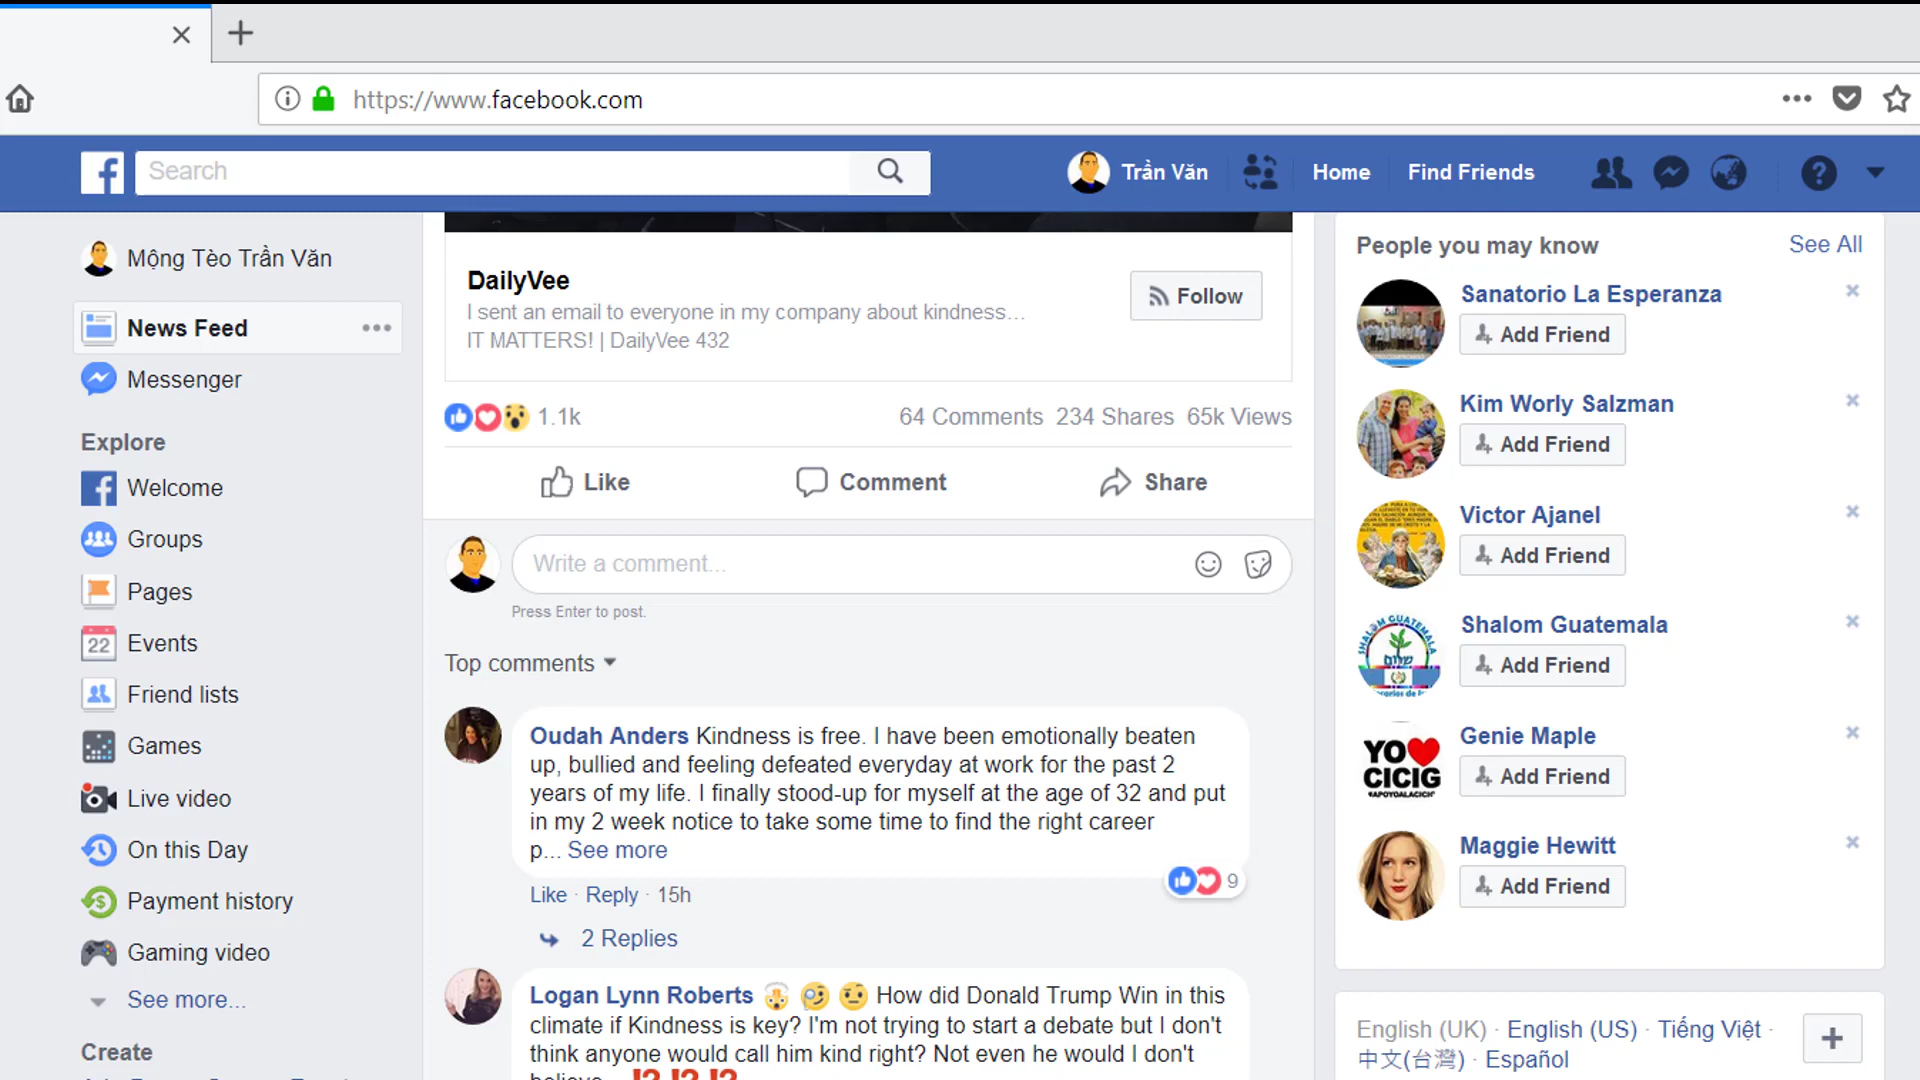 https://www.facebook.com
Search
Trần Văn
Home
Find Friends
Mộng Tèo Trần Văn
News Feed
Messenger
Explore
Welcome
Groups
Pages
22
Events
Friend lists
Games
Live video
On this Day
Payment history
Gaming video
See more...
Create
DailyVee
I sent an email to everyone in my company about kindness...
IT MATTERS! | DailyVee 432
Follow
1.1k
64 Comments 234 Shares 65k Views
Like
Comment
Share
Write a comment...
Press Enter to post.
Top comments
Oudah Anders Kindness is free. I have been emotionally beaten
up, bullied and feeling defeated everyday at work for the past 2
years of my life. I finally stood-up for myself at the age of 32 and put
in my 2 week notice to take some time to find the right career
p... See more
9
Like · Reply · 15h
2 Replies
Logan Lynn Roberts 🤯 🧐 🤨 How did Donald Trump Win in this
climate if Kindness is key? I'm not trying to start a debate but I don't
think anyone would call him kind right? Not even he would I don't
People you may know
See All
Sanatorio La Esperanza
Add Friend
Kim Worly Salzman
Add Friend
Victor Ajanel
Add Friend
Shalom Guatemala
Add Friend
SHALOM GUATEMALA
שלום
YO❤
CICIG
#APOYOALACICIG
Genie Maple
Add Friend
Maggie Hewitt
Add Friend
English (UK) · English (US) · Tiếng Việt ·
中文(台灣) · Español